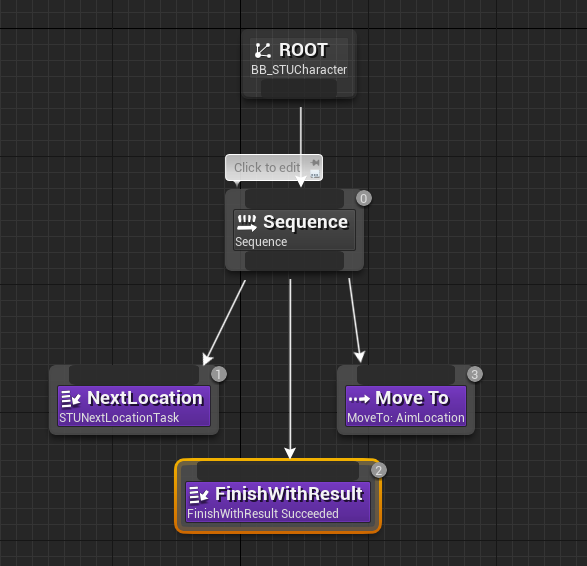 ROOT
BB_STUCharacter
Click to edit
0
Sequence
Sequence
1
NextLocation
STUNextLocationTask
3
Move To
MoveTo: AimLocation
2
FinishWithResult
FinishWithResult Succeeded